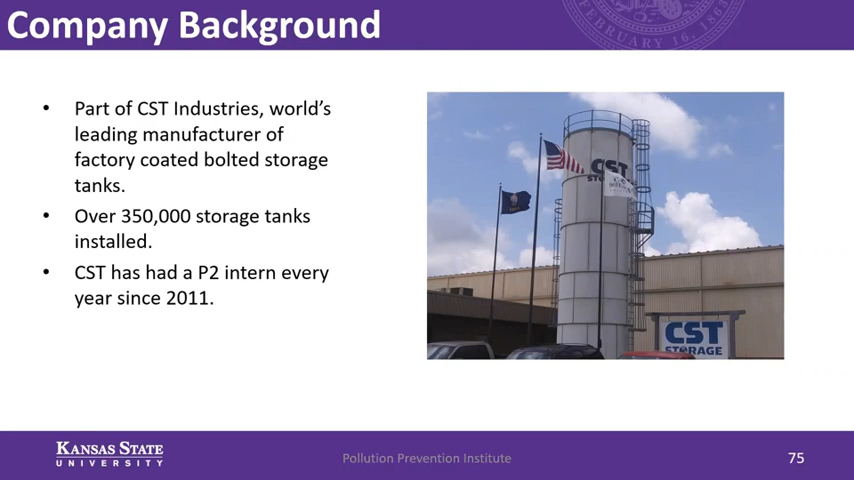 Company Background
FEBRUARY 16, 1863
• Part of CST Industries, world's
leading manufacturer of
factory coated bolted storage
tanks.
• Over 350,000 storage tanks
installed.
• CST has had a P2 intern every
year since 2011.
CST
CST
STORAGE
KANSAS STATE
UNIVERSITY
Pollution Prevention Institute
75